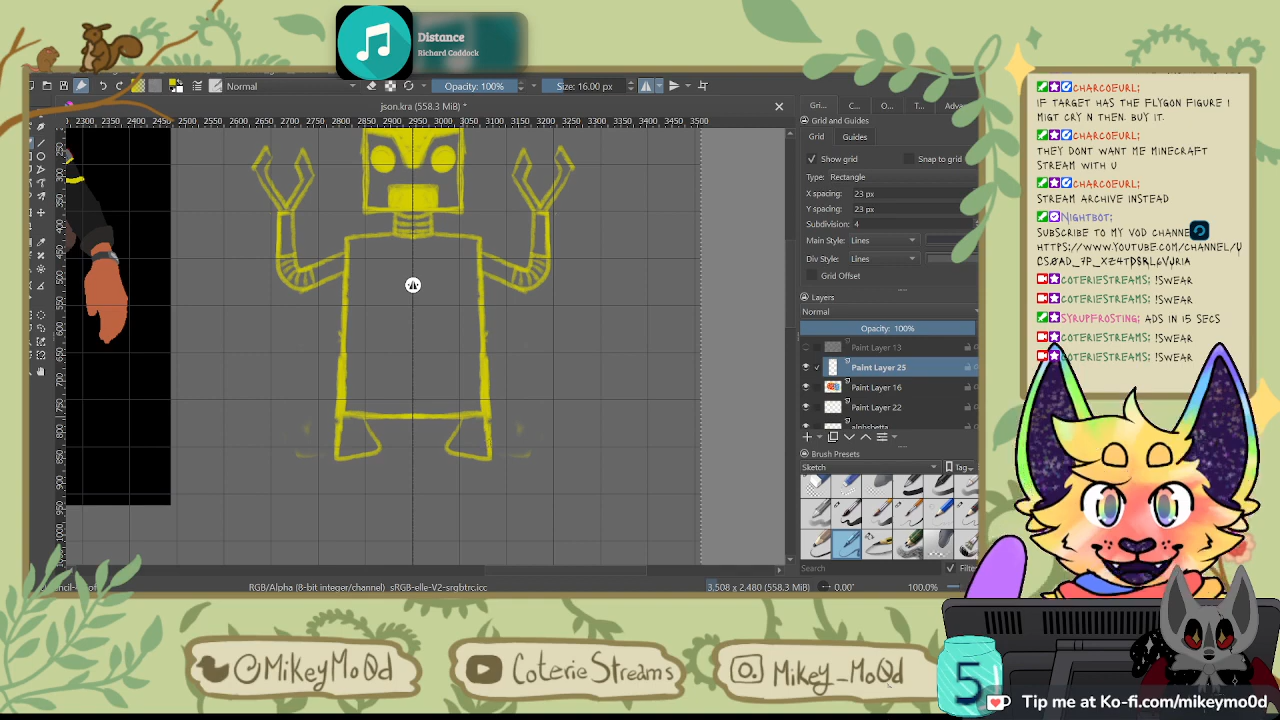 Distance
Richard Caddock
Normal
Opacity: 100%
Size: 16.00 px
json.kra (558.3 MiB) *
2300 2350 2400 2450 2500 2550 2600 2650 2700 2750 2800 2850 2900 2950 3000 3050 3100 3150 3200 3250 3300 3350 3400 3450 3500
Gri...
C...
O...
T...
Grid and Guides
Grid
Guides
Show grid
Snap to grid
Type: Rectangle
X spacing:
23 px
Y spacing:
23 px
Subdivision: 4
Main Style: Lines
Div Style: Lines
Grid Offset
Layers
Normal
Opacity: 100%
Paint Layer 13
Paint Layer 25
Paint Layer 16
Paint Layer 22
alphabetta
Brush Presets
Sketch
Tag
Search
Filter
RGB/Alpha (8-bit integer/channel) sRGB-elle-V2-srgbtrc.icc
3,508 x 2,480 (558.3 MiB)
0.00°
100.0%
CHARCOFURL:
IF TARGET HAS THE FLYGON FIGURE I
MIGT CRY N THEN. BUY IT.
CHARCOFURL:
THEY DONT WANT ME MINECRAFT
STREAM WITH U
CHARCOFURL:
STREAM ARCHIVE INSTEAD
NIGHTBOT:
SUBSCRIBE TO MY VOD CHANNE
COTERIESTREAMS: !SWEAR
COTERIESTREAMS: !SWEAR
SYRUPFROSTING: ADS IN 15 SECS
COTERIESTREAMS: !SWEAR
COTERIESTREAMS: !SWEAR
@MikeyMo0d
CoterieStreams
Mikey_Mo0d
5
Tip me at Ko-fi.com/mikeymo0d